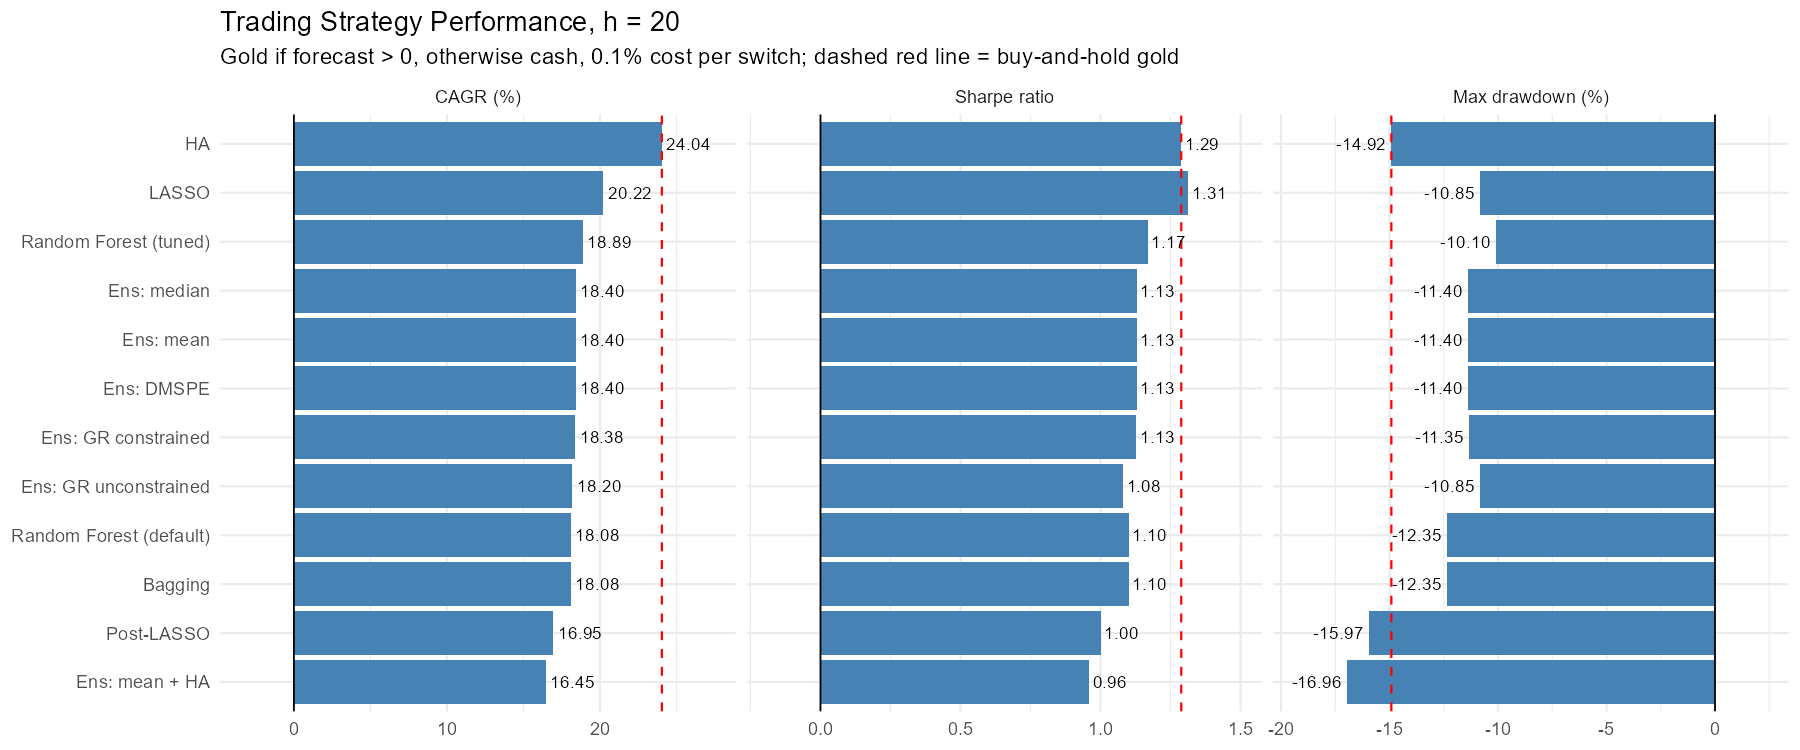 Trading Strategy Performance, h = 20
Gold if forecast > 0, otherwise cash, 0.1% cost per switch; dashed red line = buy-and-hold gold
CAGR (%) Sharpe ratio Max drawdown (%)
HA 24.04 1.29 -14.92
LASSO 20.22 1.31 -10.85
Random Forest (tuned) 18.89 1.17 -10.10
Ens: median 18.40 1.13 -11.40
Ens: mean 18.40 1.13 -11.40
Ens: DMSPE 18.40 1.13 -11.40
Ens: GR constrained 18.38 1.13 -11.35
Ens: GR unconstrained 18.20 1.08 -10.85
Random Forest (default) 18.08 1.10 -12.35
Bagging 18.08 1.10 -12.35
Post-LASSO 16.95 1.00 -15.97
Ens: mean + HA 16.45 0.96 -16.96
0 10 20 0.0 0.5 1.0 1.5 -20 -15 -10 -5 0